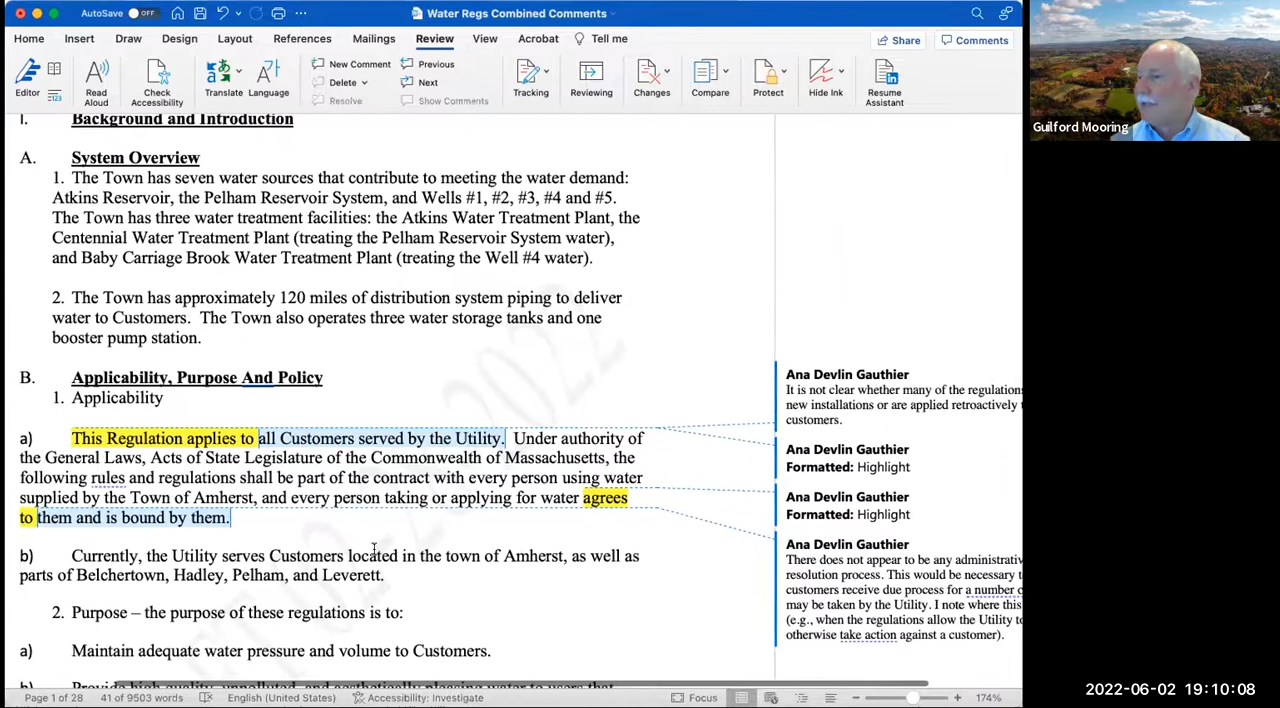 AutoSave OFF
Water Regs Combined Comments
Home Insert Draw Design Layout References Mailings Review View Acrobat Tell me
Share Comments
Editor
Read Aloud
Check Accessibility
Translate Language
New Comment
Delete
Resolve
Previous
Next
Show Comments
Tracking Reviewing Changes Compare Protect Hide Ink
Resume Assistant
Guilford Mooring
I. Background and Introduction
A. System Overview
1. The Town has seven water sources that contribute to meeting the water demand:
Atkins Reservoir, the Pelham Reservoir System, and Wells #1, #2, #3, #4 and #5.
The Town has three water treatment facilities: the Atkins Water Treatment Plant, the
Centennial Water Treatment Plant (treating the Pelham Reservoir System water),
and Baby Carriage Brook Water Treatment Plant (treating the Well #4 water).
2. The Town has approximately 120 miles of distribution system piping to deliver
water to Customers. The Town also operates three water storage tanks and one
booster pump station.
B. Applicability, Purpose And Policy
1. Applicability
a) This Regulation applies to all Customers served by the Utility. Under authority of
the General Laws, Acts of State Legislature of the Commonwealth of Massachusetts, the
following rules and regulations shall be part of the contract with every person using water
supplied by the Town of Amherst, and every person taking or applying for water agrees
to them and is bound by them.
b) Currently, the Utility serves Customers located in the town of Amherst, as well as
parts of Belchertown, Hadley, Pelham, and Leverett.
2. Purpose – the purpose of these regulations is to:
a) Maintain adequate water pressure and volume to Customers.
b) Provide high quality, unpolluted, and aesthetically pleasing water to users that
Ana Devlin Gauthier
It is not clear whether many of the regulation
new installations or are applied retroactively
customers.
Ana Devlin Gauthier
Formatted: Highlight
Ana Devlin Gauthier
Formatted: Highlight
Ana Devlin Gauthier
There does not appear to be any administrativ
resolution process. This would be necessary t
customers receive due process for a number o
may be taken by the Utility. I note where this
(e.g., when the regulations allow the Utility to
otherwise take action against a customer).
Page 1 of 28 41 of 9503 words English (United States) Accessibility: Investigate Focus 174%
2022-06-02 19:10:08